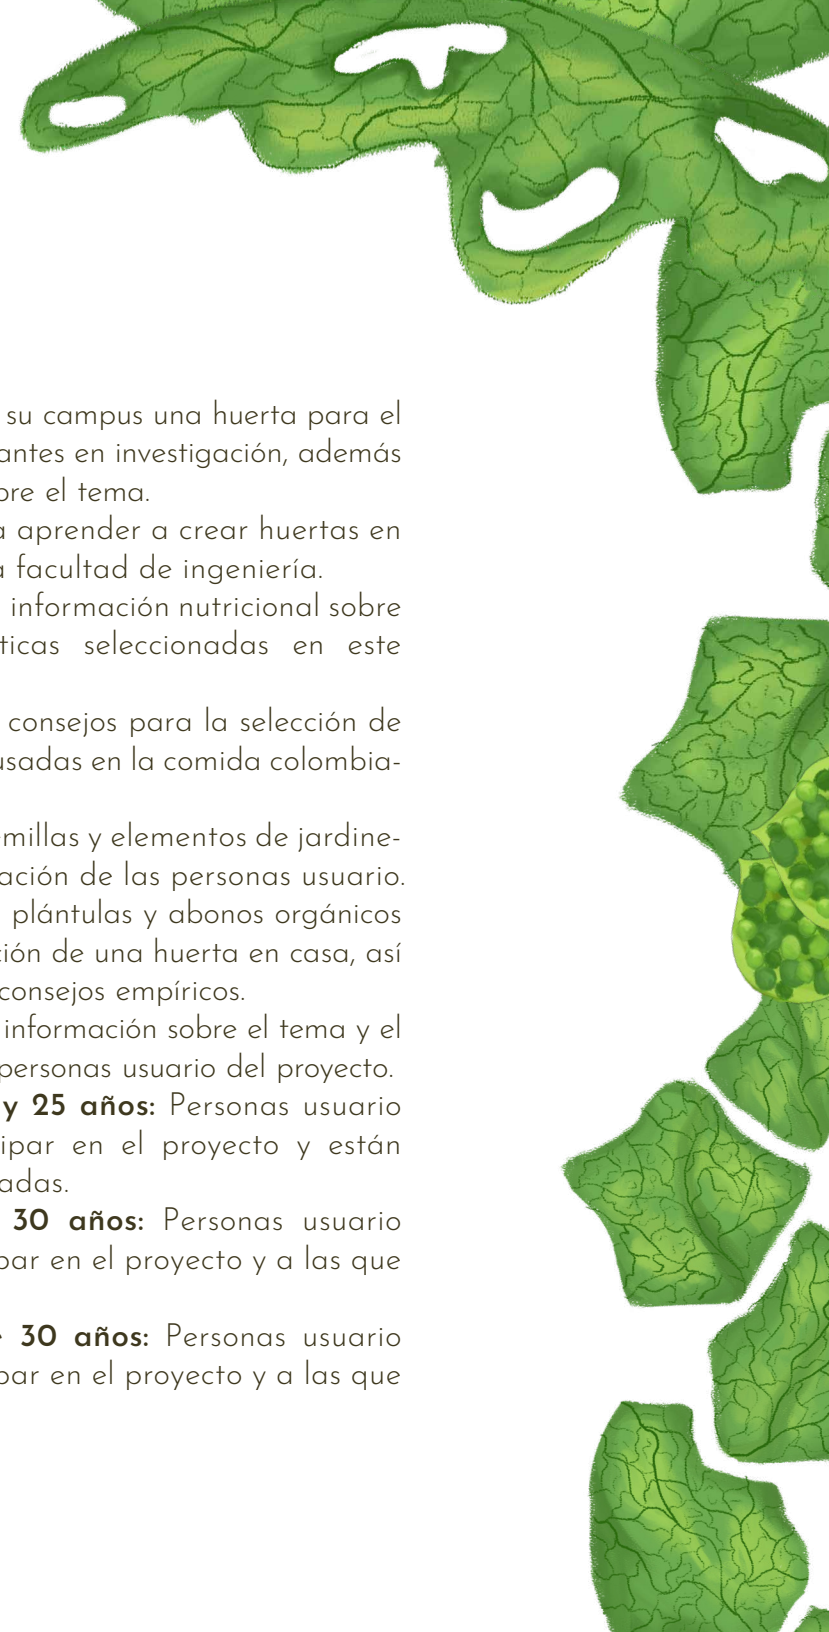 su campus una huerta para el
antes en investigación, además
bre el tema.
a aprender a crear huertas en
a facultad de ingeniería.
información nutricional sobre
ticas seleccionadas en este
consejos para la selección de
usadas en la comida colombia-
emillas y elementos de jardine-
ación de las personas usuario.
plántulas y abonos orgánicos
ción de una huerta en casa, así
consejos empíricos.
información sobre el tema y el
personas usuario del proyecto.
y 25 años: Personas usuario
ipar en el proyecto y están
adas.
30 años: Personas usuario
par en el proyecto y a las que
30 años: Personas usuario
par en el proyecto y a las que